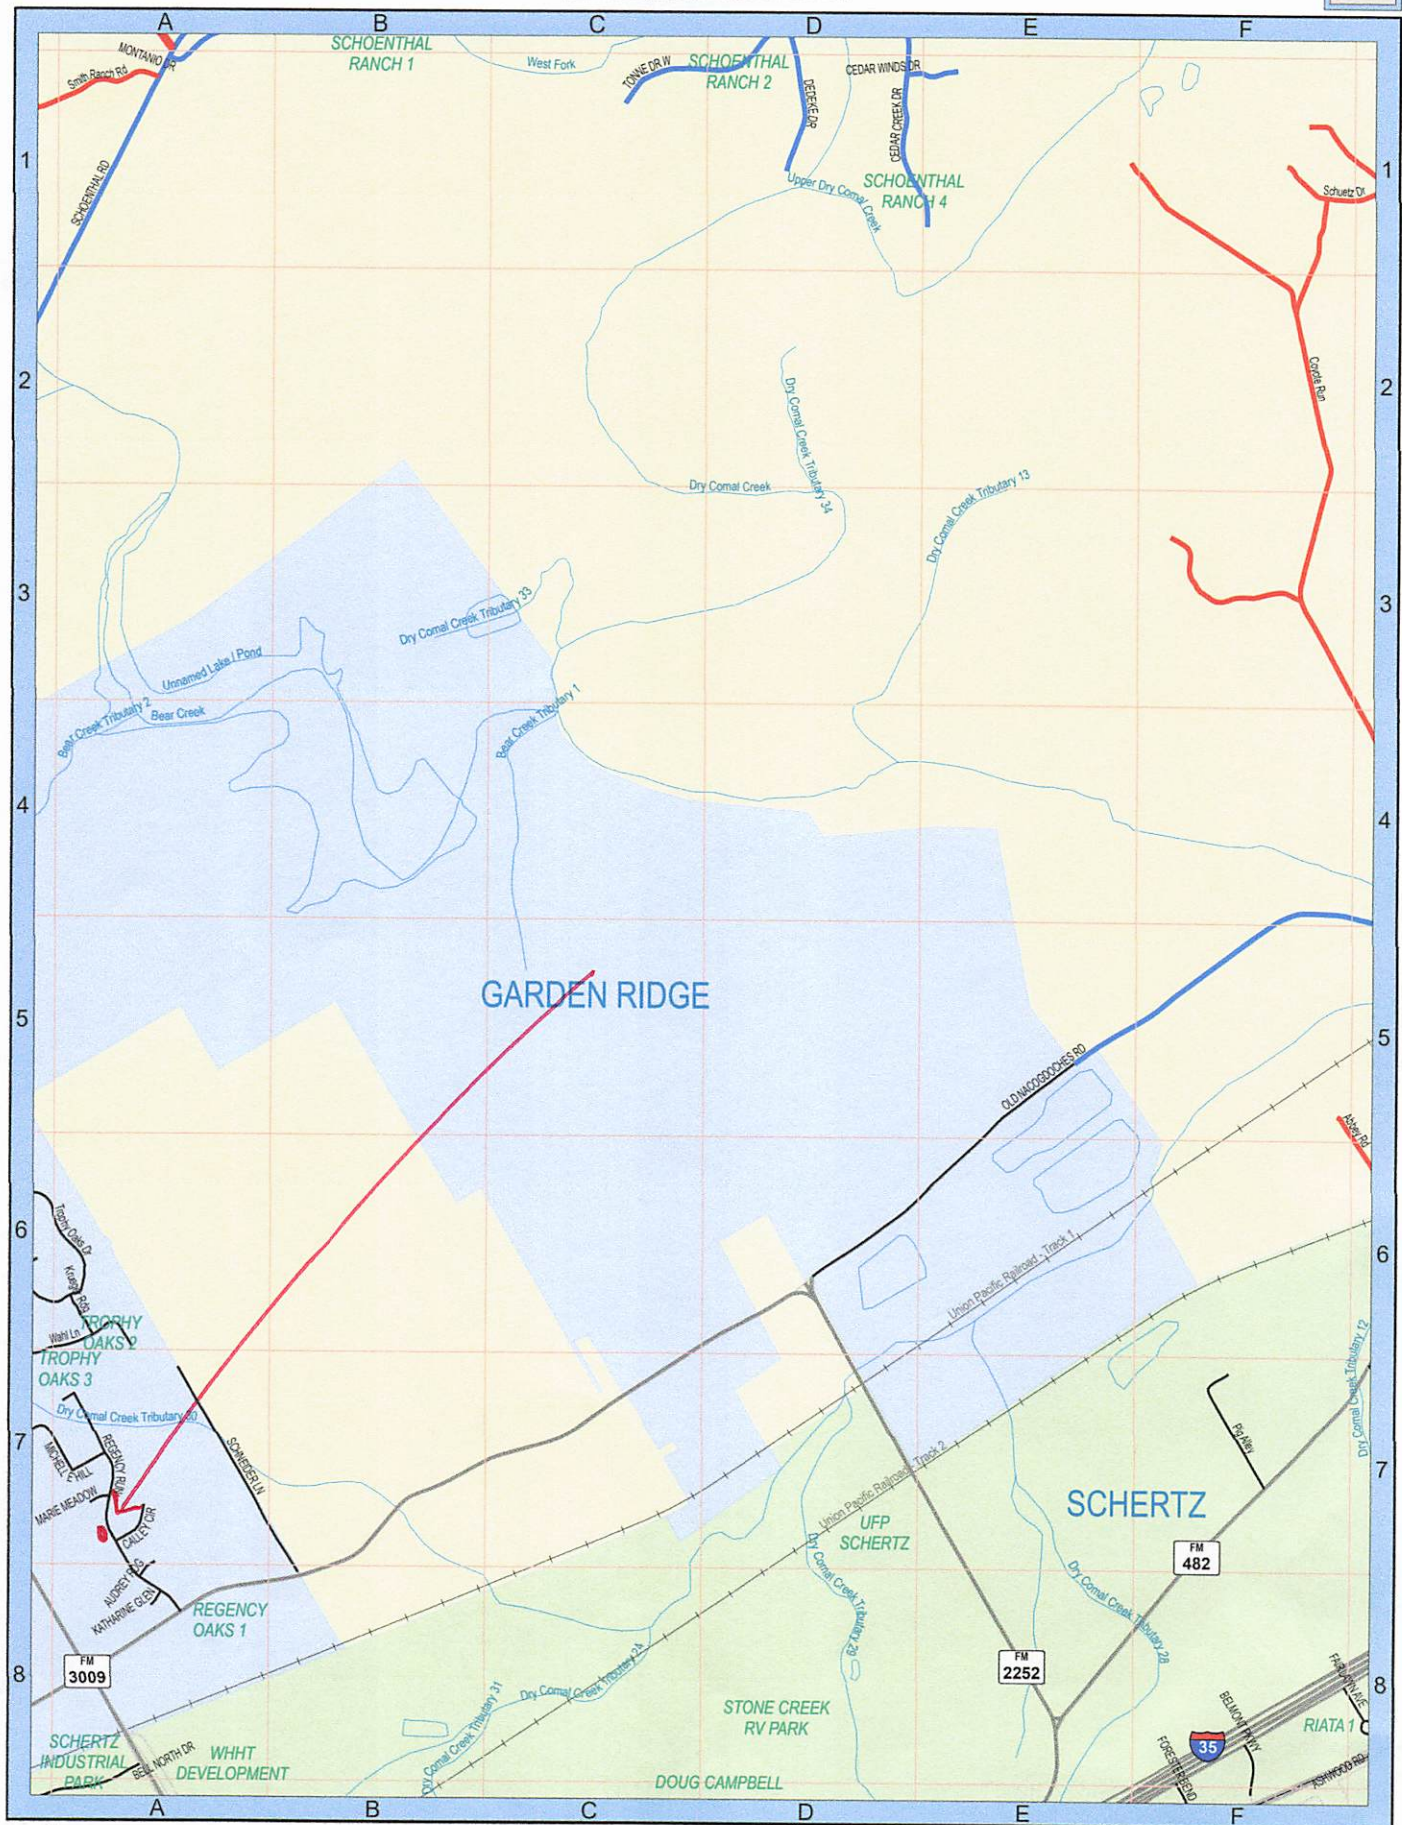 A B C D E F
MONTANIO DR
Smith Ranch Rd
SCHOENTHAL
RANCH 1
West Fork
TONNE DR W
SCHOENTHAL
RANCH 2
DEDEKE DR
CEDAR WINDS DR
CEDAR CREEK DR
1
SCHOENTHAL RD
Upper Dry Comal Creek
SCHOENTHAL
RANCH 4
Schuetz Dr
1
2
Dry Comal Creek Tributary 34
Coyote Run
2
Dry Comal Creek
Dry Comal Creek Tributary 13
3
Dry Comal Creek Tributary 33
3
Unnamed Lake / Pond
Bear Creek Tributary 2
Bear Creek
Bear Creek Tributary 1
4
4
GARDEN RIDGE
5
OLD NACOGDOCHES RD
5
Abbey Rd
6
Trophy Oaks Dr
Krueger Rdg
Wahl Ln
TROPHY
OAKS 2
TROPHY
OAKS 3
Union Pacific Railroad - Track 1
6
Dry Comal Creek Tributary 12
Dry Comal Creek Tributary 30
7
MICHELLE HILL
REGENCY RUN
SCHNEIDER LN
MARIE MEADOW
CALLEY CIR
AUDREY RDG
KATHARINE GLEN
REGENCY
OAKS 1
Union Pacific Railroad - Track 2
UFP
SCHERTZ
Pig Alley
7
SCHERTZ
FM
482
Dry Comal Creek Tributary 29
Dry Comal Creek Tributary 28
8
FM
3009
FM
2252
8
Dry Comal Creek Tributary 24
Dry Comal Creek Tributary 31
STONE CREEK
RV PARK
FAIRLAWN AVE
BELMONT PKWY
RIATA 1
35
FORESTER BEND
ASHWOOD RD
SCHERTZ
INDUSTRIAL
PARK
BELL NORTH DR
WHHT
DEVELOPMENT
DOUG CAMPBELL
A B C D E F